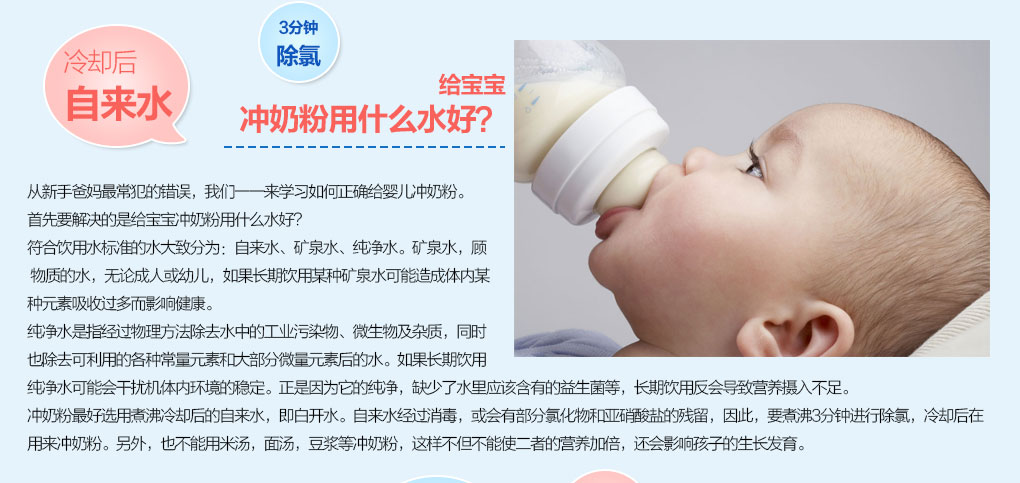 冷却后
自来水
3分钟
除氯
给宝宝
冲奶粉用什么水好？
从新手爸妈最常犯的错误，我们一一来学习如何正确给婴儿冲奶粉。
首先要解决的是给宝宝冲奶粉用什么水好？
符合饮用水标准的水大致分为：自来水、矿泉水、纯净水。矿泉水，顾
物质的水，无论成人或幼儿，如果长期饮用某种矿泉水可能造成体内某
种元素吸收过多而影响健康。
纯净水是指经过物理方法除去水中的工业污染物、微生物及杂质，同时
也除去可利用的各种常量元素和大部分微量元素后的水。如果长期饮用
纯净水可能会干扰机体内环境的稳定。正是因为它的纯净，缺少了水里应该含有的益生菌等，长期饮用反会导致营养摄入不足。
冲奶粉最好选用煮沸冷却后的自来水，即白开水。自来水经过消毒，或会有部分氯化物和亚硝酸盐的残留，因此，要煮沸3分钟进行除氯，冷却后在
用来冲奶粉。另外，也不能用米汤，面汤，豆浆等冲奶粉，这样不但不能使二者的营养加倍，还会影响孩子的生长发育。